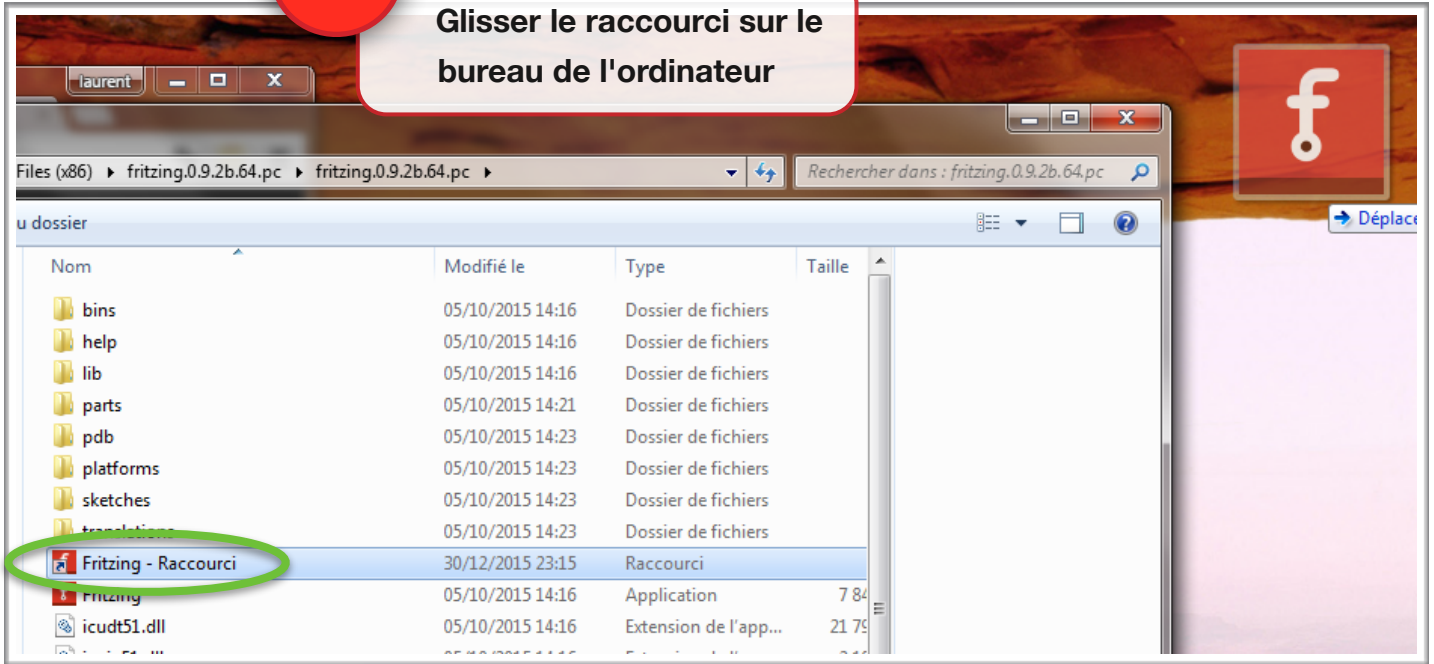 Glisser le raccourci sur le
bureau de l'ordinateur
laurent
Files (x86) ▸ fritzing.0.9.2b.64.pc ▸ fritzing.0.9.2b.64.pc ▸
Rechercher dans : fritzing.0.9.2b.64.pc
u dossier
Déplace
Nom Modifié le Type Taille
bins 05/10/2015 14:16 Dossier de fichiers
help 05/10/2015 14:16 Dossier de fichiers
lib 05/10/2015 14:16 Dossier de fichiers
parts 05/10/2015 14:21 Dossier de fichiers
pdb 05/10/2015 14:23 Dossier de fichiers
platforms 05/10/2015 14:23 Dossier de fichiers
sketches 05/10/2015 14:23 Dossier de fichiers
translations 05/10/2015 14:23 Dossier de fichiers
Fritzing - Raccourci 30/12/2015 23:15 Raccourci
Fritzing 05/10/2015 14:16 Application 7 84
icudt51.dll 05/10/2015 14:16 Extension de l'app... 21 79